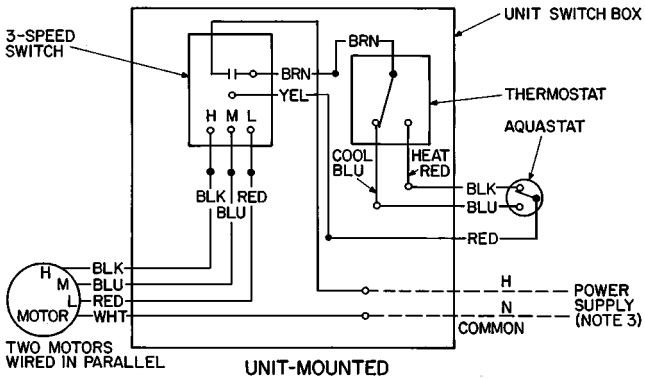 UNIT SWITCH BOX
3-SPEED
SWITCH
BRN
BRN
YEL
THERMOSTAT
AQUASTAT
H M L
COOL
BLU
HEAT
RED
BLK RED
BLU
BLK
BLU
RED
H BLK
M BLU
L RED
MOTOR WHT
H
N
COMMON
POWER
SUPPLY
(NOTE 3)
TWO MOTORS
WIRED IN PARALLEL
UNIT-MOUNTED